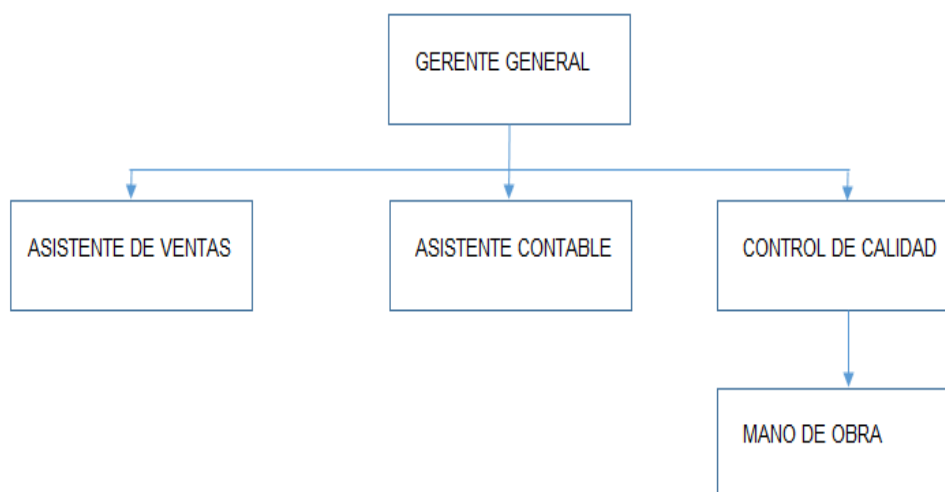 GERENTE GENERAL
ASISTENTE DE VENTAS
ASISTENTE CONTABLE
CONTROL DE CALIDAD
MANO DE OBRA